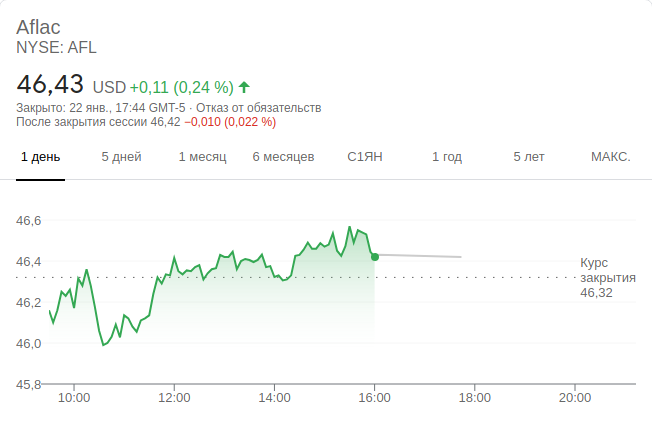 Aflac
NYSE: AFL
46,43 USD +0,11 (0,24 %)
Закрыто: 22 янв., 17:44 GMT-5 · Отказ от обязательств
После закрытия сессии 46,42 −0,010 (0,022 %)
1 день 5 дней 1 месяц 6 месяцев С1ЯН 1 год 5 лет МАКС.
46,6
46,4
46,2
46,0
45,8
Курс
закрытия
46,32
10:00 12:00 14:00 16:00 18:00 20:00